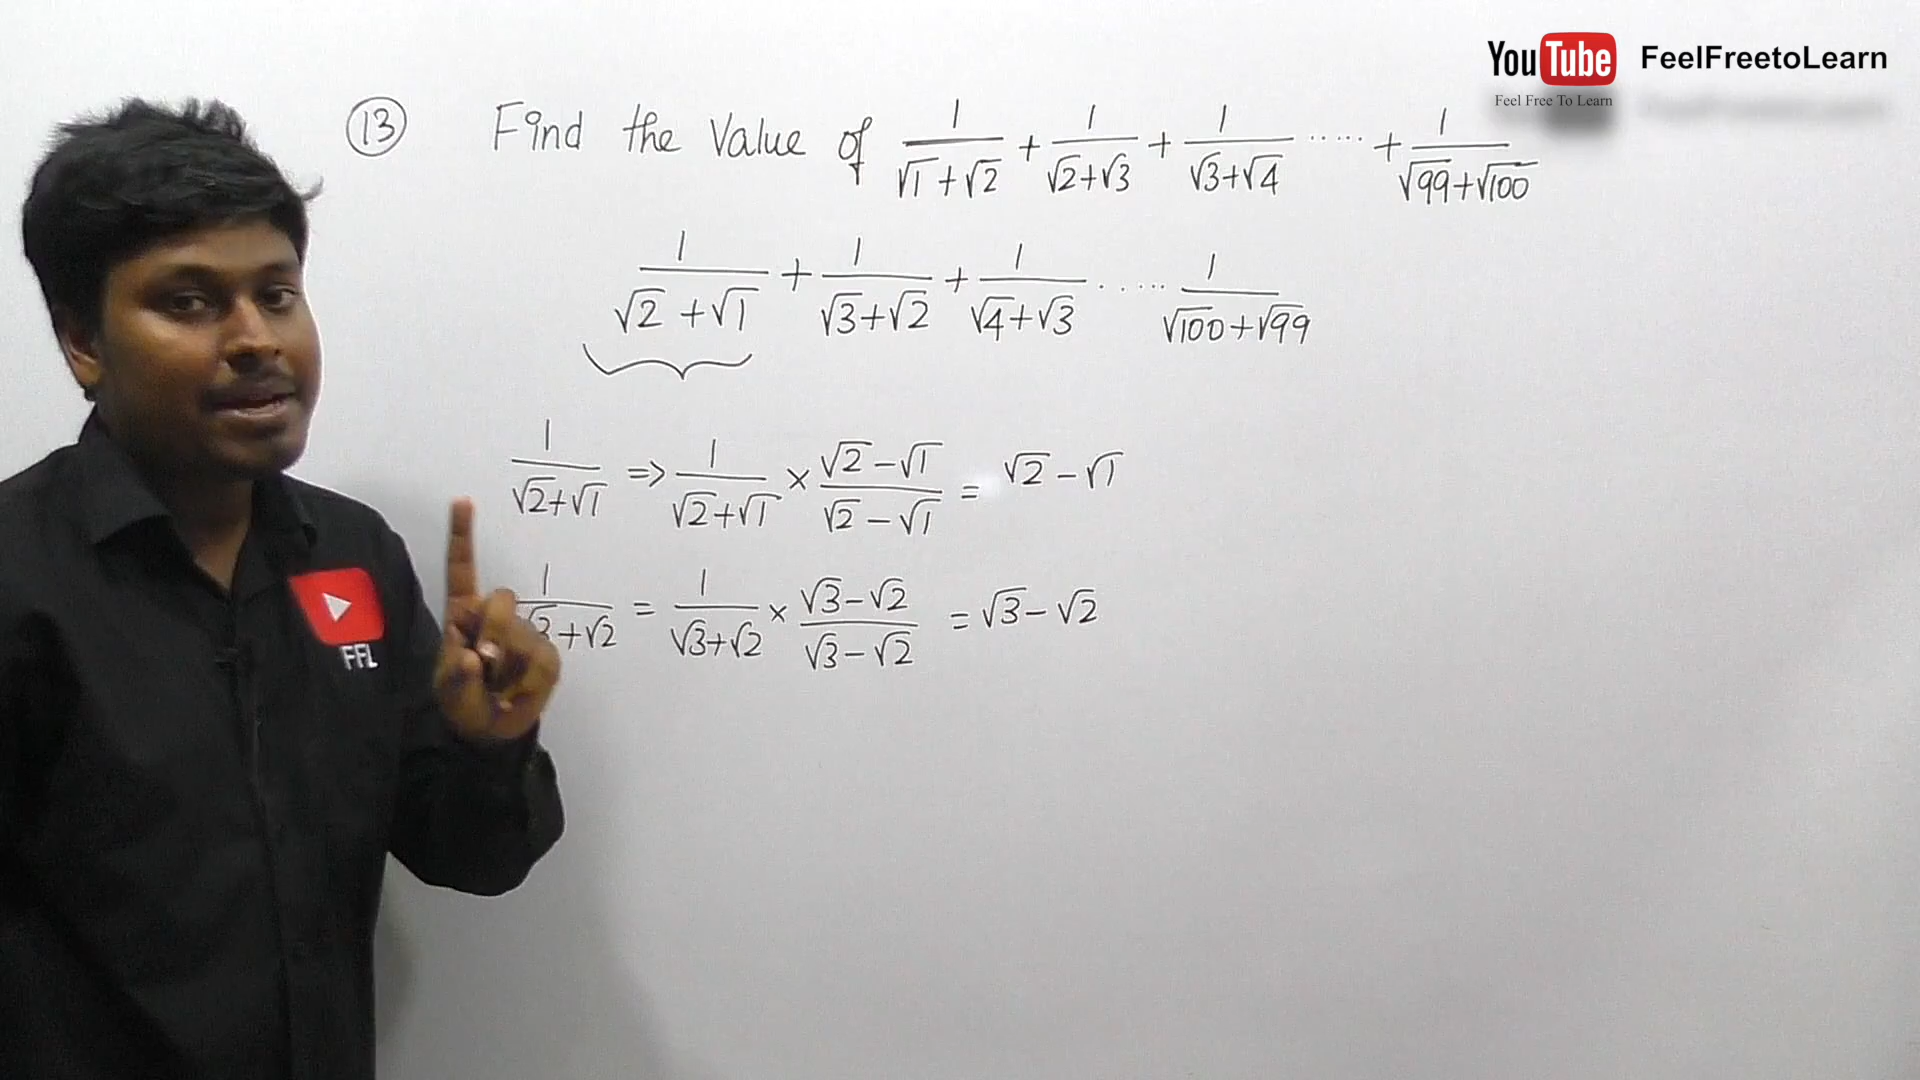 YouTube FeelFreetoLearn
Feel Free To Learn
13 Find the Value of 1/(√1+√2) + 1/(√2+√3) + 1/(√3+√4) ..... + 1/(√99+√100)
1/(√2+√1) + 1/(√3+√2) + 1/(√4+√3) ..... 1/(√100+√99)
1/(√2+√1) => 1/(√2+√1) × (√2-√1)/(√2-√1) = √2-√1
1/(√3+√2) = 1/(√3+√2) × (√3-√2)/(√3-√2) = √3-√2
FFL